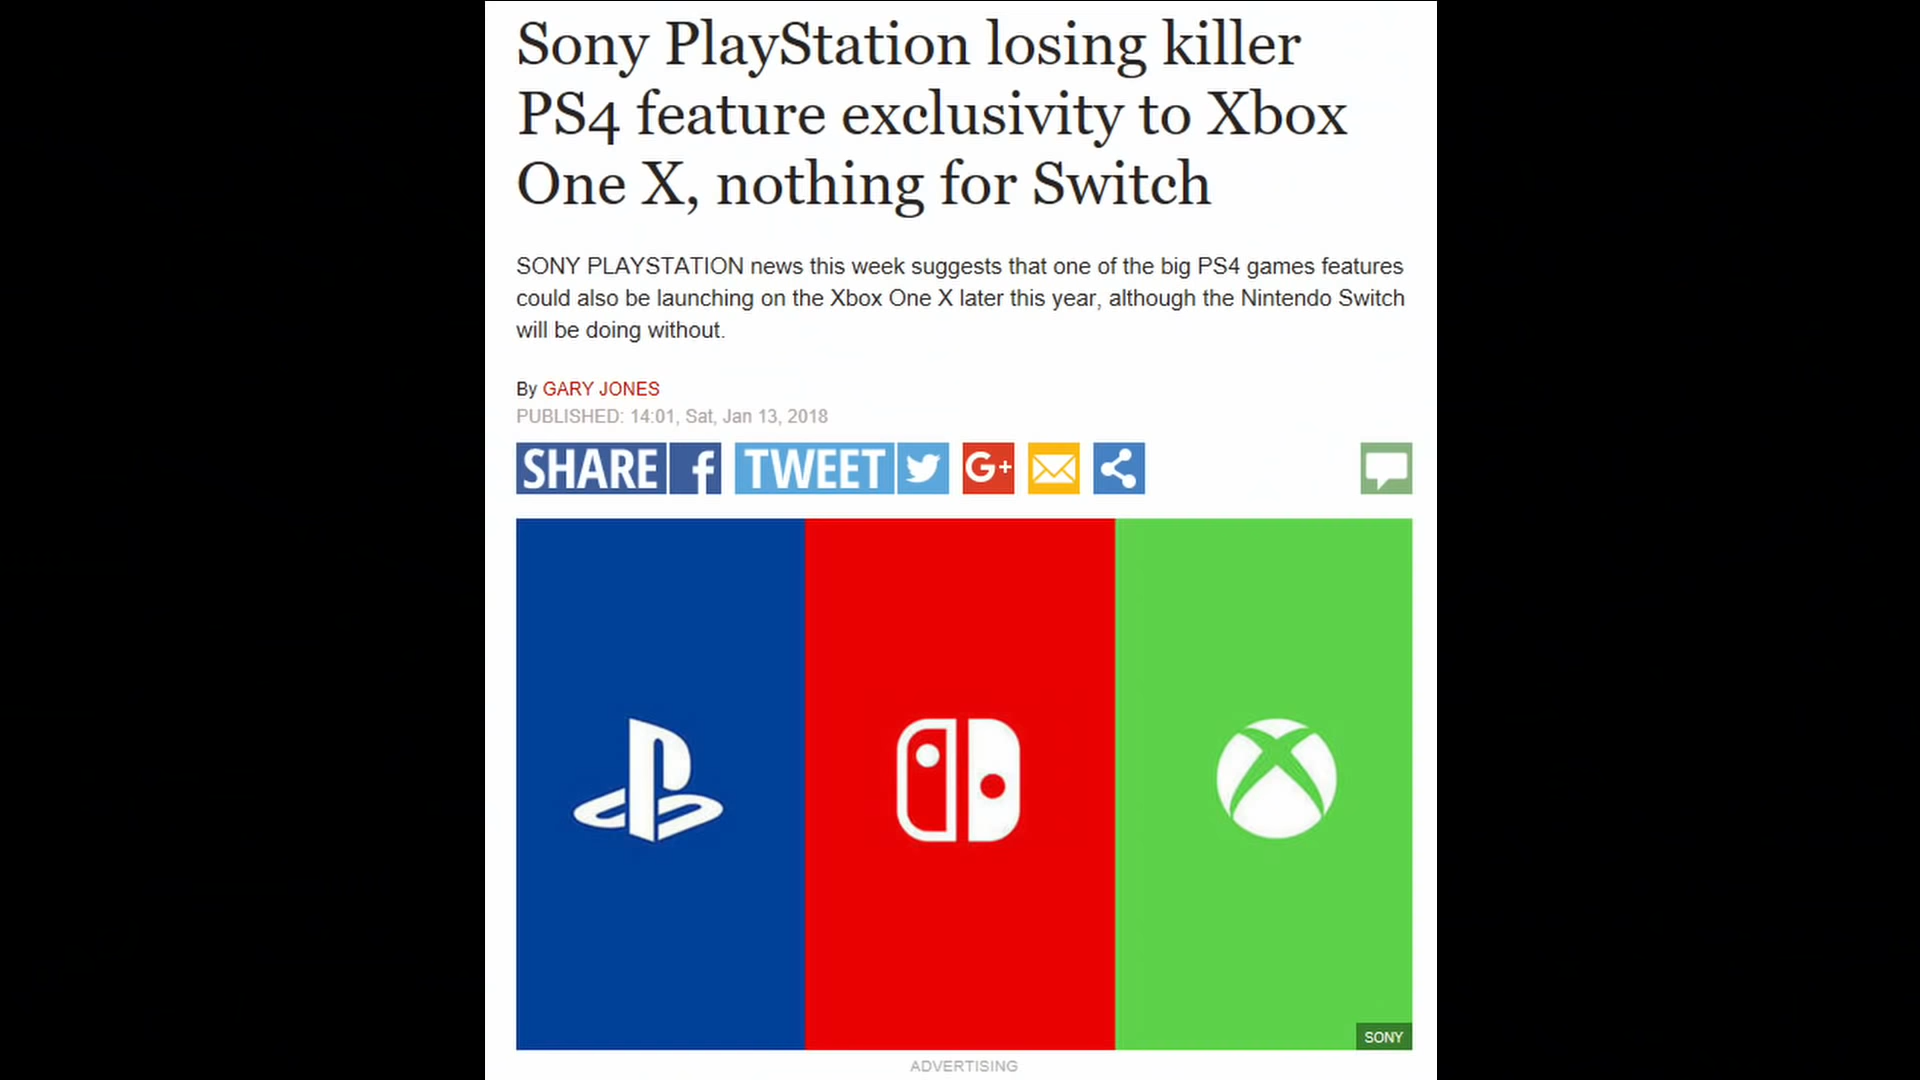 Sony PlayStation losing killer
PS4 feature exclusivity to Xbox
One X, nothing for Switch
SONY PLAYSTATION news this week suggests that one of the big PS4 games features
could also be launching on the Xbox One X later this year, although the Nintendo Switch
will be doing without.
By GARY JONES
PUBLISHED: 14:01, Sat, Jan 13, 2018
SHARE f TWEET G+
SONY
ADVERTISING